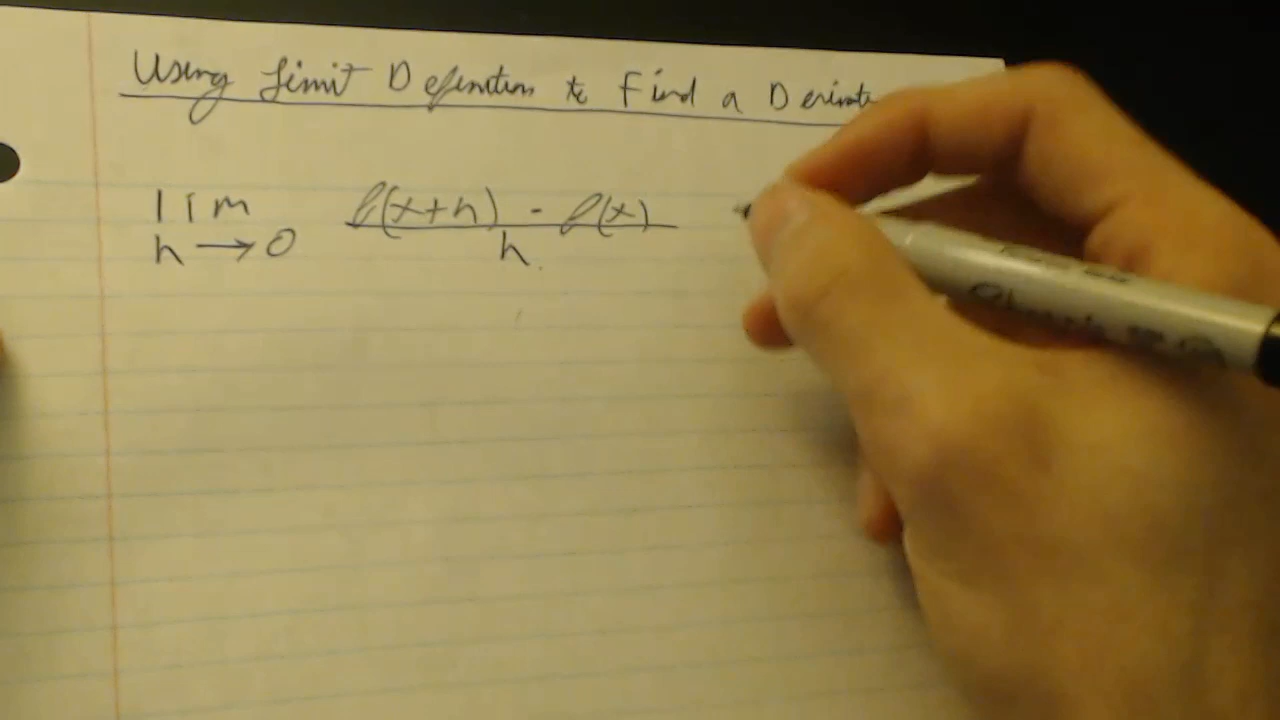 Using Limit Definition to Find a Derivative
lim f(x+h) - f(x)
h → 0 h